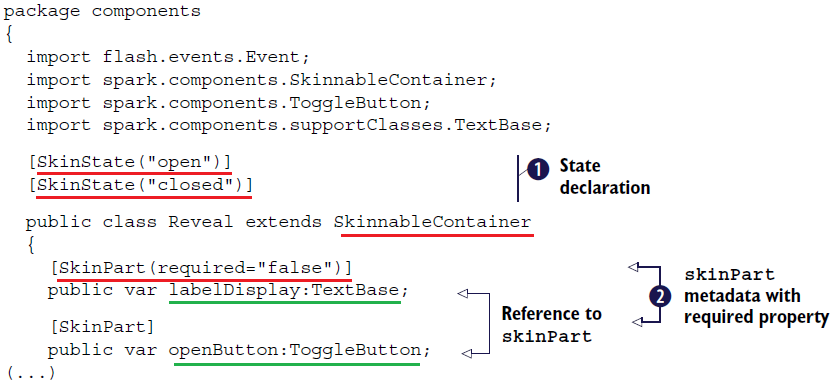 package components
{
import flash.events.Event;
import spark.components.SkinnableContainer;
import spark.components.ToggleButton;
import spark.components.supportClasses.TextBase;
[SkinState("open")]
[SkinState("closed")]
1 State
declaration
public class Reveal extends SkinnableContainer
{
[SkinPart(required="false")]
public var labelDisplay:TextBase;
[SkinPart]
public var openButton:ToggleButton;
(...)
Reference to
skinPart
2 skinPart
metadata with
required property